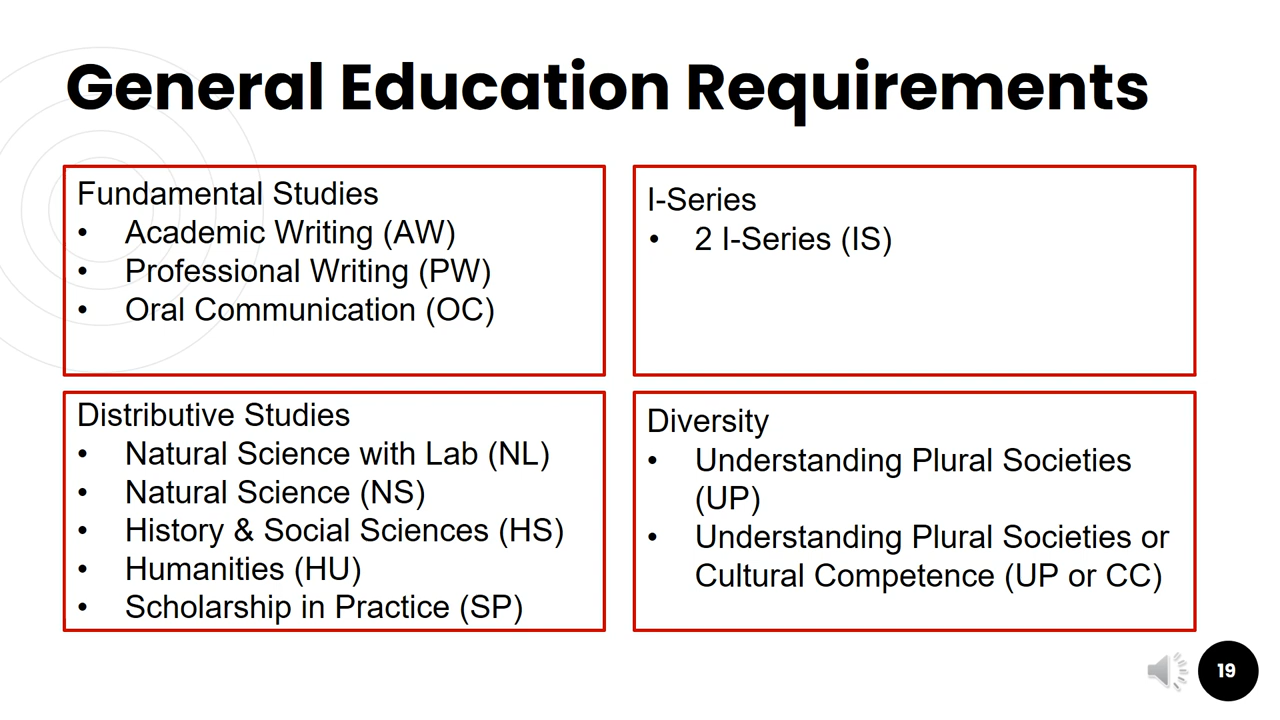 General Education Requirements
Fundamental Studies
• Academic Writing (AW)
• Professional Writing (PW)
• Oral Communication (OC)
I-Series
• 2 I-Series (IS)
Distributive Studies
• Natural Science with Lab (NL)
• Natural Science (NS)
• History & Social Sciences (HS)
• Humanities (HU)
• Scholarship in Practice (SP)
Diversity
• Understanding Plural Societies
(UP)
• Understanding Plural Societies or
Cultural Competence (UP or CC)
19